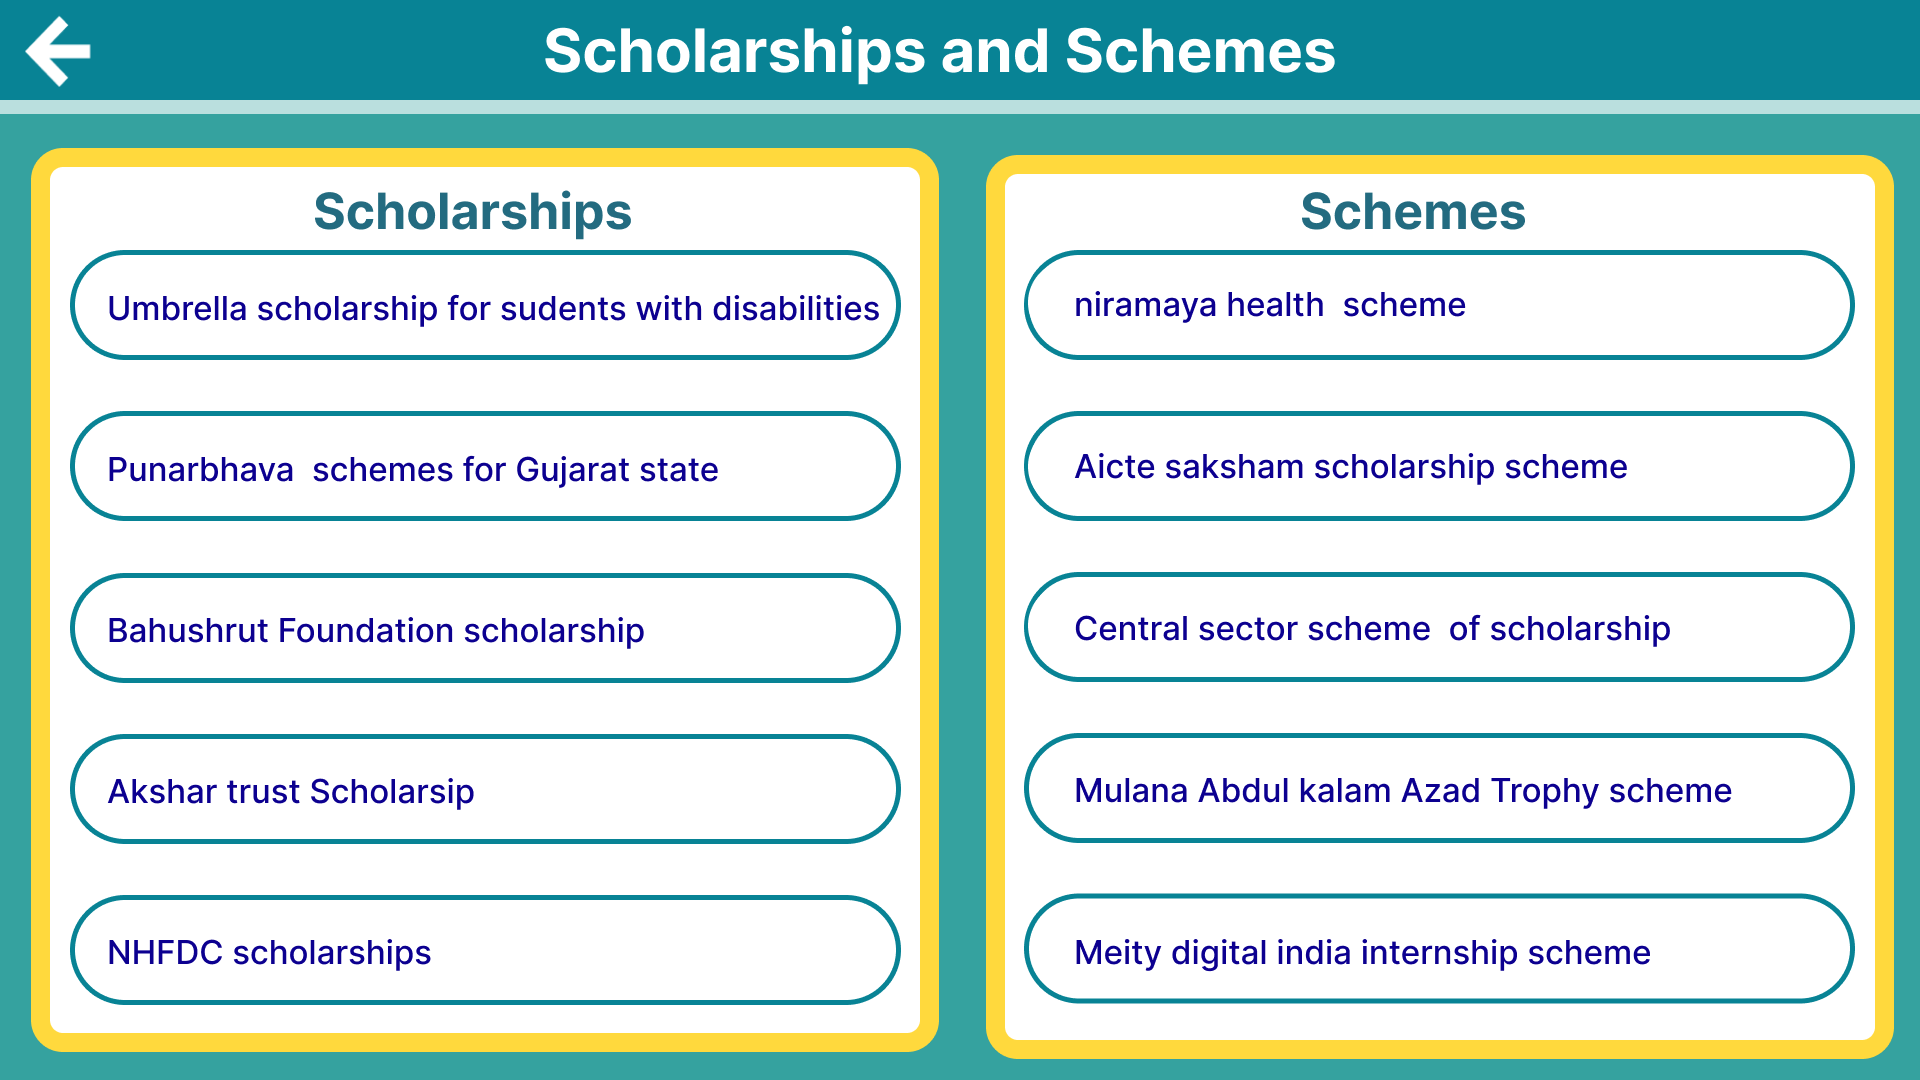 Scholarships and Schemes
Scholarships
Umbrella scholarship for sudents with disabilities
Punarbhava  schemes for Gujarat state
Bahushrut Foundation scholarship
Akshar trust Scholarsip
NHFDC scholarships
Schemes
niramaya health  scheme
Aicte saksham scholarship scheme
Central sector scheme  of scholarship
Mulana Abdul kalam Azad Trophy scheme
Meity digital india internship scheme